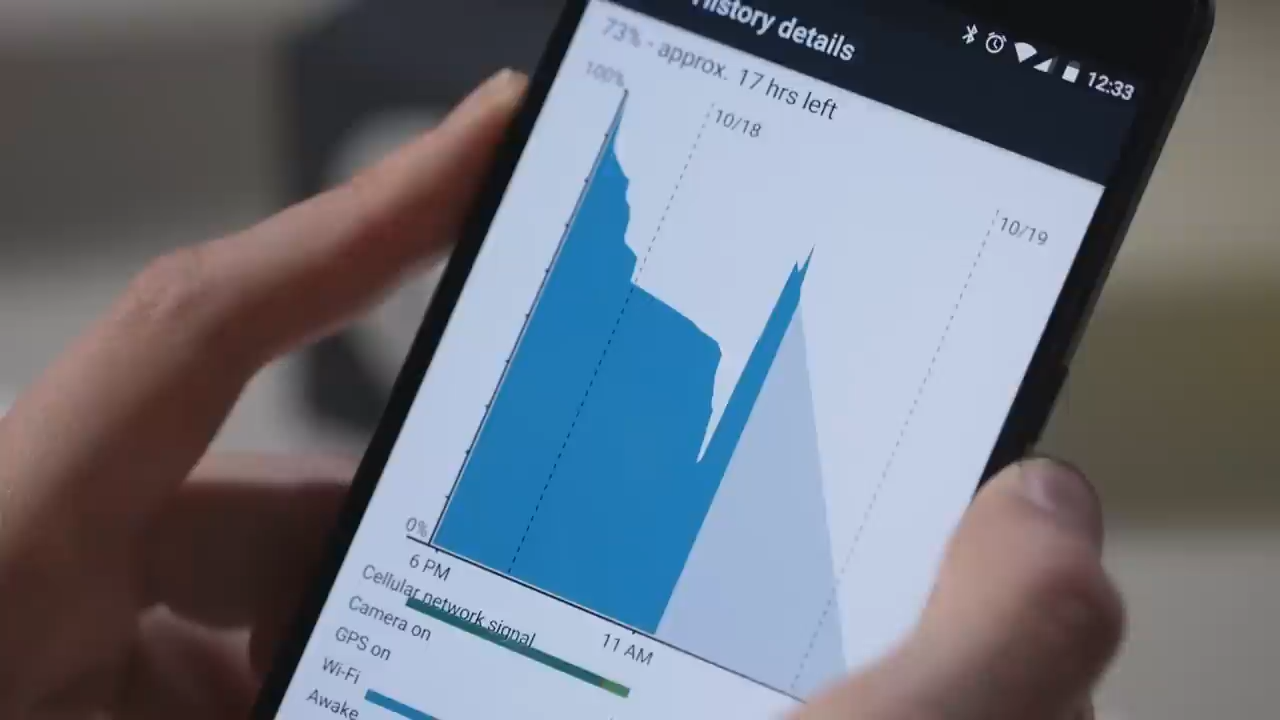 History details
12:33
73% - approx. 17 hrs left
100%
10/18
10/19
0%
6 PM
11 AM
Cellular network signal
Camera on
GPS on
Wi-Fi
Awake